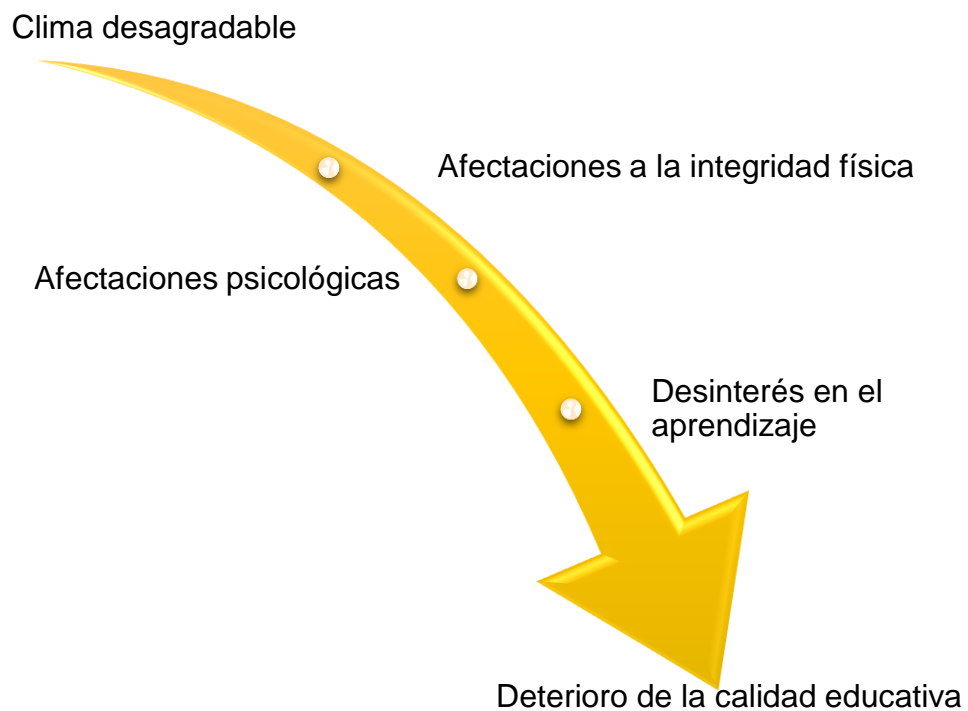 Clima desagradable
Afectaciones a la integridad física
Afectaciones psicológicas
Desinterés en el
aprendizaje
Deterioro de la calidad educativa